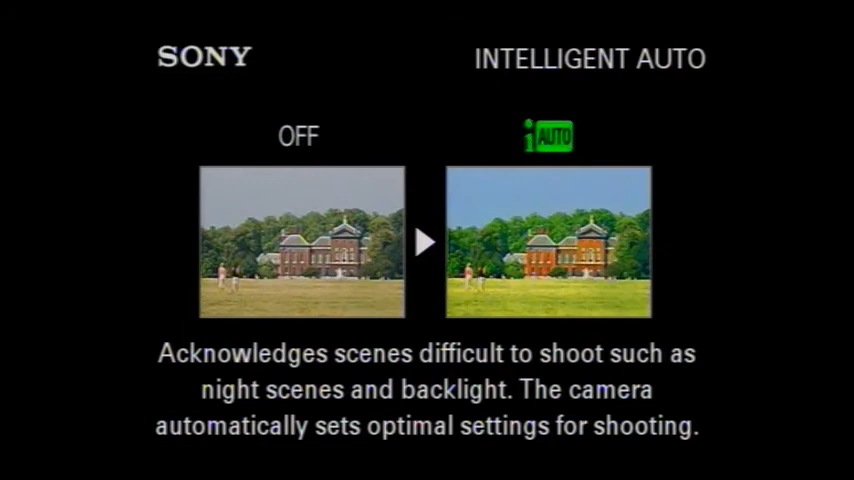 SONY
INTELLIGENT AUTO
OFF
iAUTO
Acknowledges scenes difficult to shoot such as
night scenes and backlight. The camera
automatically sets optimal settings for shooting.